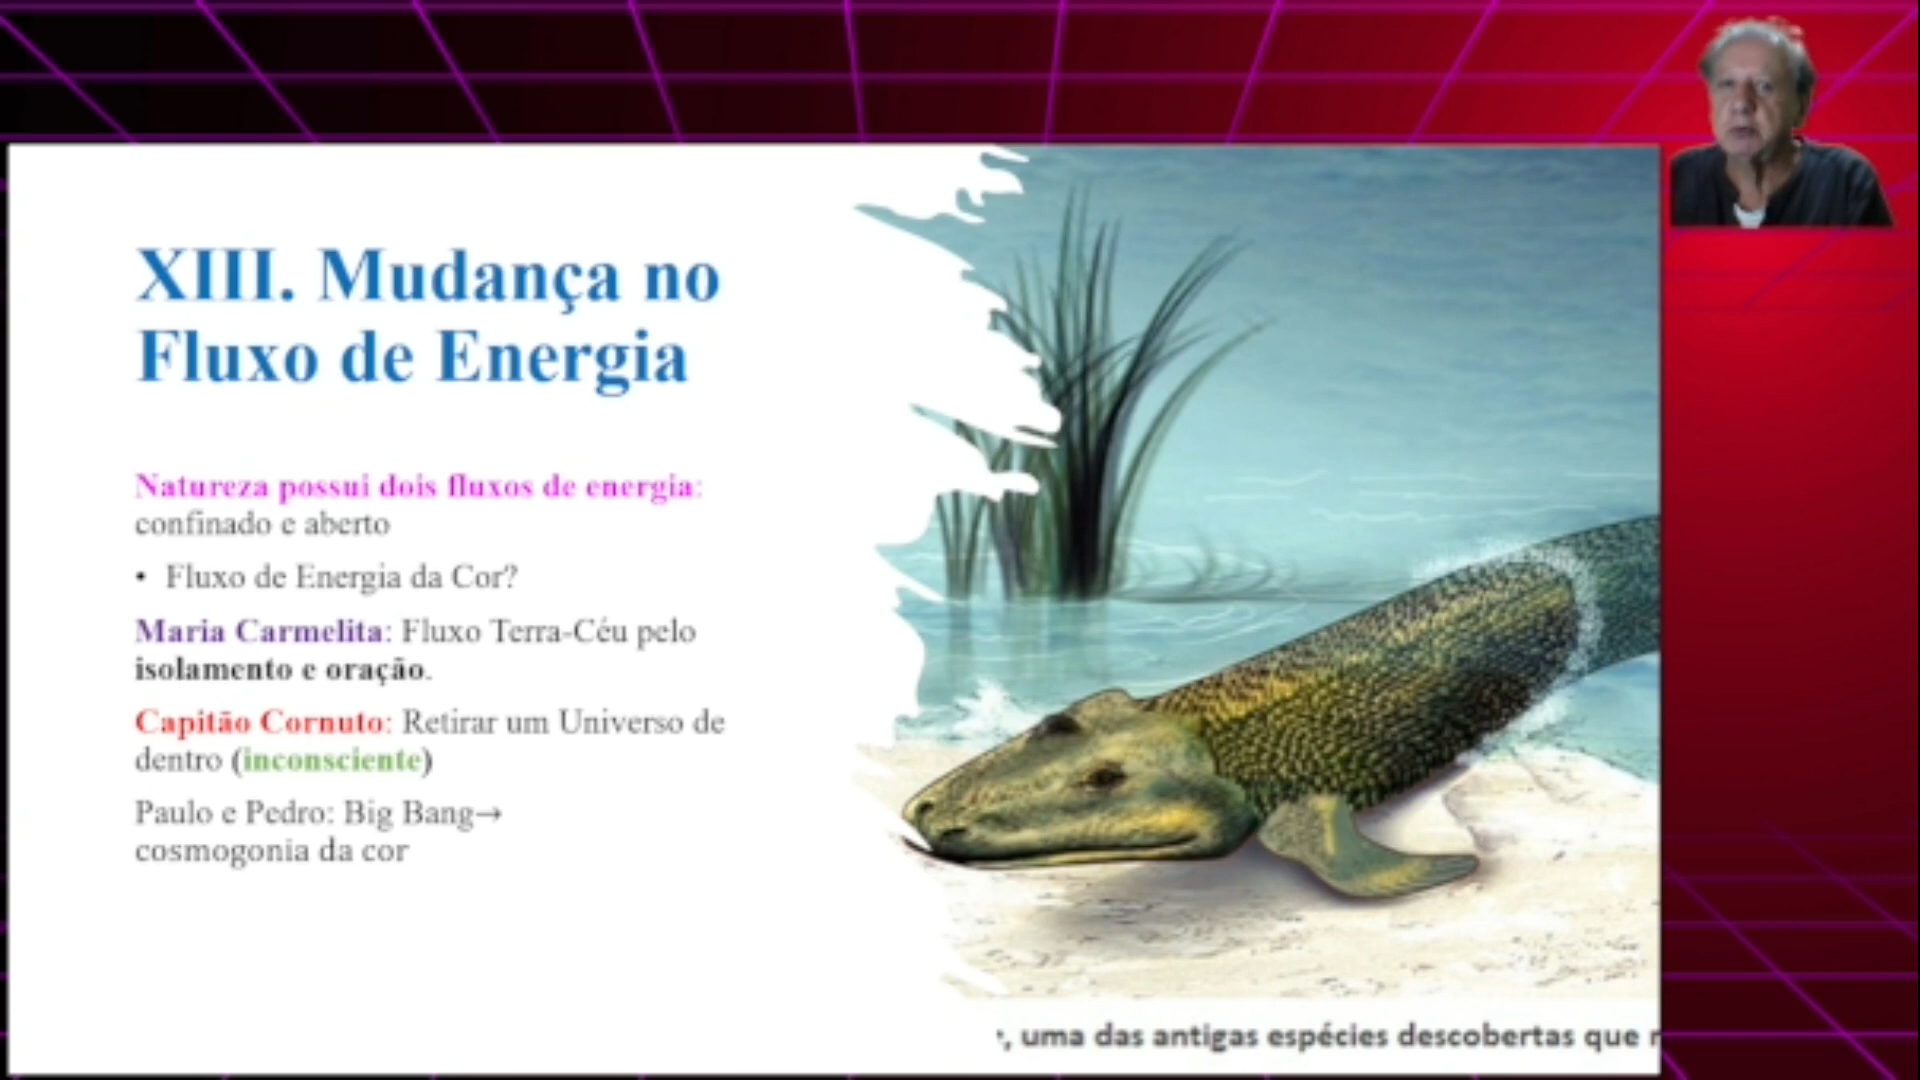 XIII. Mudança no
Fluxo de Energia
Natureza possui dois fluxos de energia:
confinado e aberto
• Fluxo de Energia da Cor?
Maria Carmelita: Fluxo Terra-Céu pelo
isolamento e oração.
Capitão Cornuto: Retirar um Universo de
dentro (inconsciente)
Paulo e Pedro: Big Bang→
cosmogonia da cor
, uma das antigas espécies descobertas que